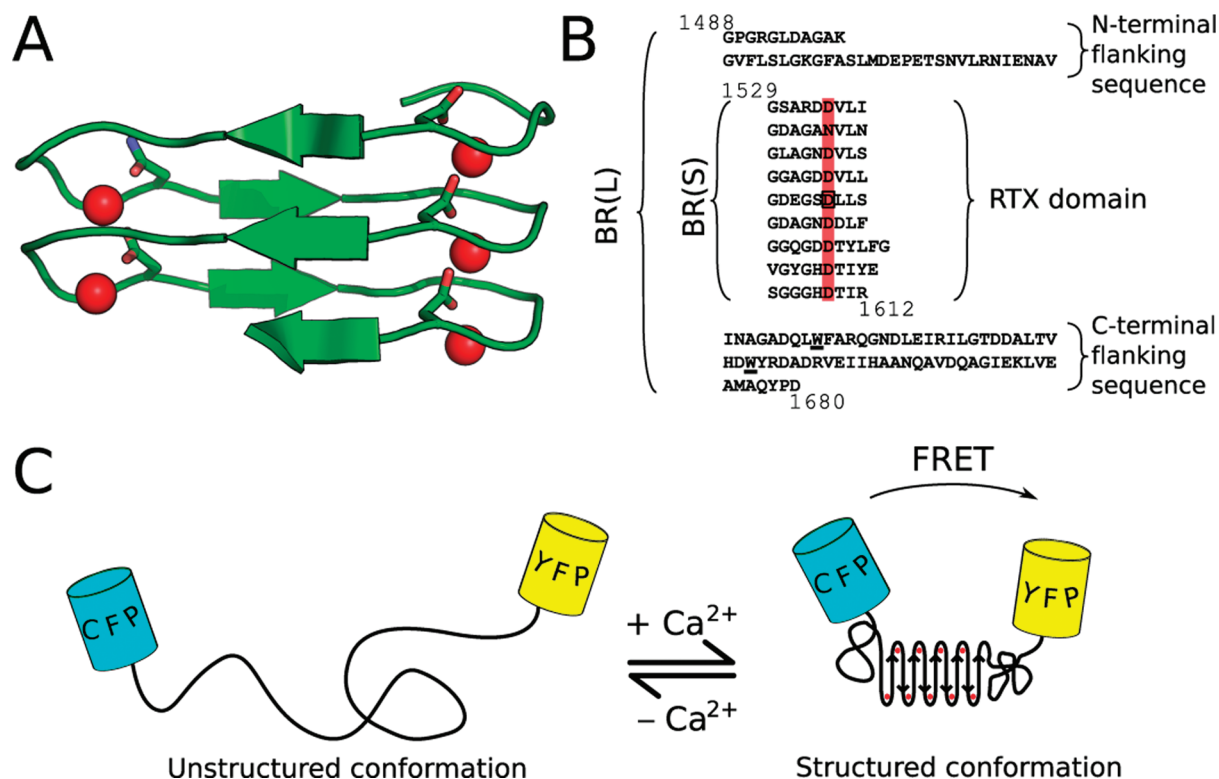 A
B
1488
GPGRGLDAGAK
GVFLSLGKGFASLMDEPETSNVLRNIENAV
N-terminal
flanking
sequence
1529
GSARDDVLI
GDAGANVLN
GLAGNDVLS
GGAGDDVLL
GDEGSDLLS
GDAGNDDLF
GGQGDDTYLFG
VGYGHDTIYE
SGGGHDTIR
1612
BR(L)
BR(S)
RTX domain
INAGADQLWFARQGNDLEIRILGTDDALTV
HDWYRDADRVEIIHAANQAVDQAGIEKLVE
AMAQYPD
1680
C-terminal
flanking
sequence
C
CFP
YFP
+ Ca²⁺
− Ca²⁺
FRET
CFP
YFP
Unstructured conformation
Structured conformation